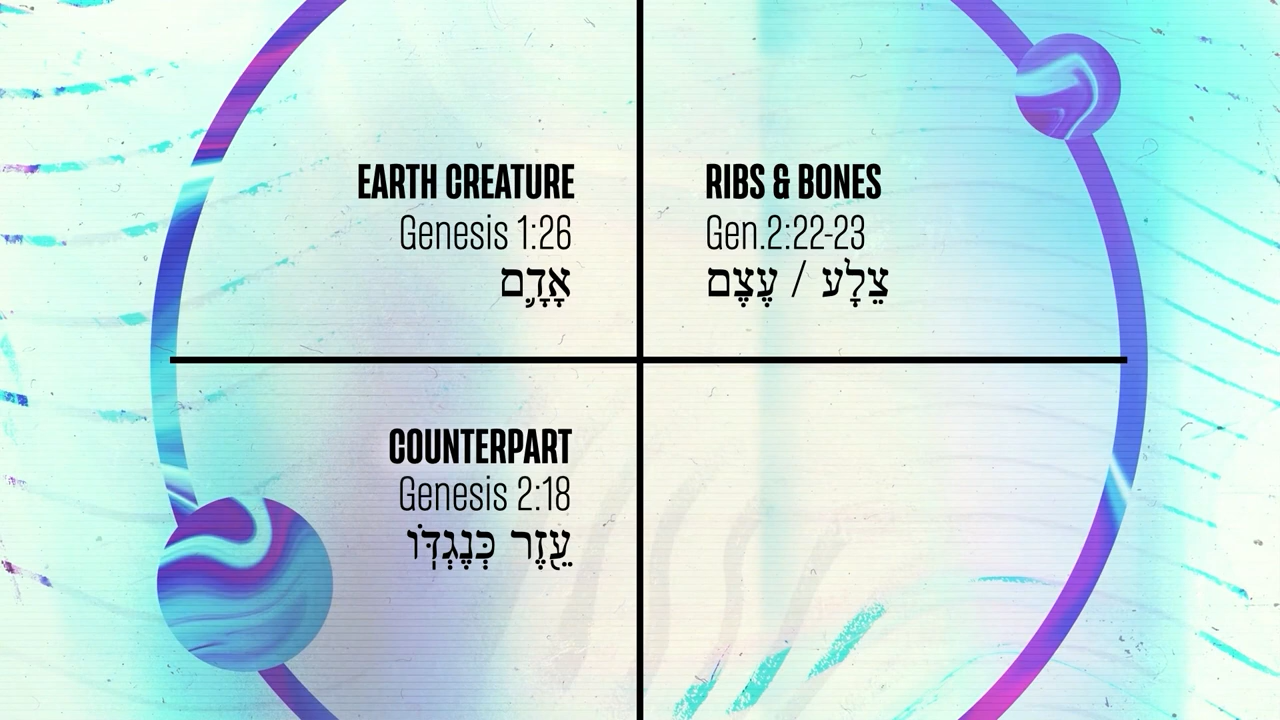 EARTH CREATURE
Genesis 1:26
אָדָ֛ם
RIBS & BONES
Gen.2:22-23
צֵלָע / עֶצֶם
COUNTERPART
Genesis 2:18
עֵ֖זֶר כְּנֶגְדּֽוֹ